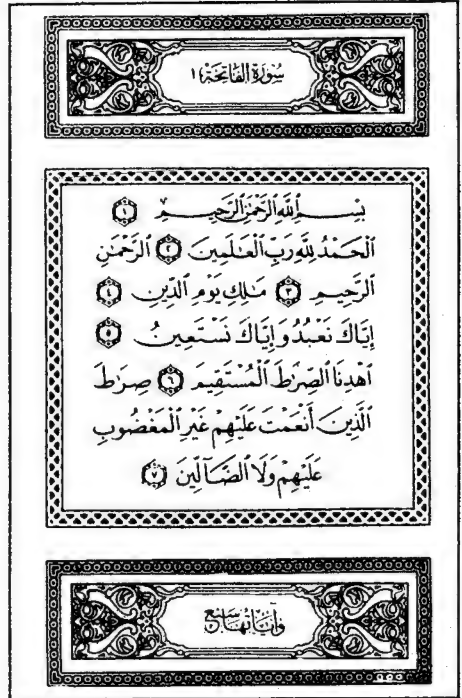 سُورَةُ الفَاتِحَةِ ١
بِسْمِ ٱللَّهِ ٱلرَّحْمَٰنِ ٱلرَّحِيمِ ١
ٱلْحَمْدُ لِلَّهِ رَبِّ ٱلْعَٰلَمِينَ ٢ ٱلرَّحْمَٰنِ
ٱلرَّحِيمِ ٣ مَٰلِكِ يَوْمِ ٱلدِّينِ ٤
إِيَّاكَ نَعْبُدُ وَإِيَّاكَ نَسْتَعِينُ ٥
ٱهْدِنَا ٱلصِّرَٰطَ ٱلْمُسْتَقِيمَ ٦ صِرَٰطَ
ٱلَّذِينَ أَنْعَمْتَ عَلَيْهِمْ غَيْرِ ٱلْمَغْضُوبِ
عَلَيْهِمْ وَلَا ٱلضَّآلِّينَ ٧
وَآيَاتُهَا سَبْعٌ